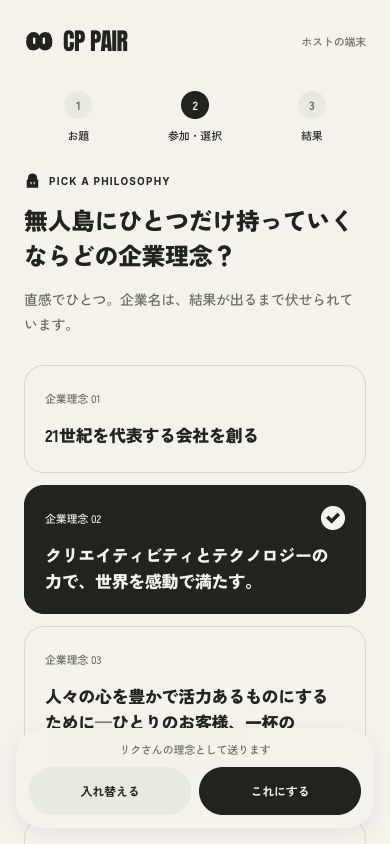 CP PAIR
ホストの端末
1
2
3
お題
参加・選択
結果
PICK A PHILOSOPHY
無人島にひとつだけ持っていく
ならどの企業理念？
直感でひとつ。企業名は、結果が出るまで伏せられて
います。
企業理念 01
21世紀を代表する会社を創る
企業理念 02
クリエイティビティとテクノロジーの
力で、世界を感動で満たす。
企業理念 03
人々の心を豊かで活力あるものにする
ために―ひとりのお客様、一杯の
リクさんの理念として送ります
入れ替える
これにする